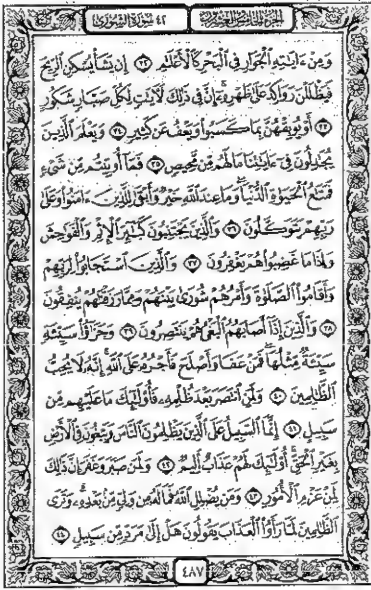 الجزء الخامس والعشرون ٤٢ سورة الشورى
وَمِنْ ءَايَٰتِهِ ٱلْجَوَارِ فِي ٱلْبَحْرِ كَٱلْأَعْلَٰمِ ٣٢ إِن يَشَأْ يُسْكِنِ ٱلرِّيحَ
فَيَظْلَلْنَ رَوَاكِدَ عَلَىٰ ظَهْرِهِۦٓ إِنَّ فِي ذَٰلِكَ لَءَايَٰتٍ لِّكُلِّ صَبَّارٍ شَكُورٍ
٣٣ أَوْ يُوبِقْهُنَّ بِمَا كَسَبُوا۟ وَيَعْفُ عَن كَثِيرٍ ٣٤ وَيَعْلَمَ ٱلَّذِينَ
يُجَٰدِلُونَ فِيٓ ءَايَٰتِنَا مَا لَهُم مِّن مَّحِيصٍ ٣٥ فَمَآ أُوتِيتُم مِّن شَيْءٍ
فَمَتَٰعُ ٱلْحَيَوٰةِ ٱلدُّنْيَا وَمَا عِندَ ٱللَّهِ خَيْرٌ وَأَبْقَىٰ لِلَّذِينَ ءَامَنُوا۟ وَعَلَىٰ
رَبِّهِمْ يَتَوَكَّلُونَ ٣٦ وَٱلَّذِينَ يَجْتَنِبُونَ كَبَٰٓئِرَ ٱلْإِثْمِ وَٱلْفَوَٰحِشَ
وَإِذَا مَا غَضِبُوا۟ هُمْ يَغْفِرُونَ ٣٧ وَٱلَّذِينَ ٱسْتَجَابُوا۟ لِرَبِّهِمْ
وَأَقَامُوا۟ ٱلصَّلَوٰةَ وَأَمْرُهُمْ شُورَىٰ بَيْنَهُمْ وَمِمَّا رَزَقْنَٰهُمْ يُنفِقُونَ
٣٨ وَٱلَّذِينَ إِذَآ أَصَابَهُمُ ٱلْبَغْيُ هُمْ يَنتَصِرُونَ ٣٩ وَجَزَٰٓؤُا۟ سَيِّئَةٍ
سَيِّئَةٌ مِّثْلُهَا فَمَنْ عَفَا وَأَصْلَحَ فَأَجْرُهُۥ عَلَى ٱللَّهِ إِنَّهُۥ لَا يُحِبُّ
ٱلظَّٰلِمِينَ ٤٠ وَلَمَنِ ٱنتَصَرَ بَعْدَ ظُلْمِهِۦ فَأُو۟لَٰٓئِكَ مَا عَلَيْهِم مِّن
سَبِيلٍ ٤١ إِنَّمَا ٱلسَّبِيلُ عَلَى ٱلَّذِينَ يَظْلِمُونَ ٱلنَّاسَ وَيَبْغُونَ فِي ٱلْأَرْضِ
بِغَيْرِ ٱلْحَقِّ أُو۟لَٰٓئِكَ لَهُمْ عَذَابٌ أَلِيمٌ ٤٢ وَلَمَن صَبَرَ وَغَفَرَ إِنَّ ذَٰلِكَ
لَمِنْ عَزْمِ ٱلْأُمُورِ ٤٣ وَمَن يُضْلِلِ ٱللَّهُ فَمَا لَهُۥ مِن وَلِيٍّ مِّنۢ بَعْدِهِۦ وَتَرَى
ٱلظَّٰلِمِينَ لَمَّا رَأَوُا۟ ٱلْعَذَابَ يَقُولُونَ هَلْ إِلَىٰ مَرَدٍّ مِّن سَبِيلٍ ٤٤
٤٨٧